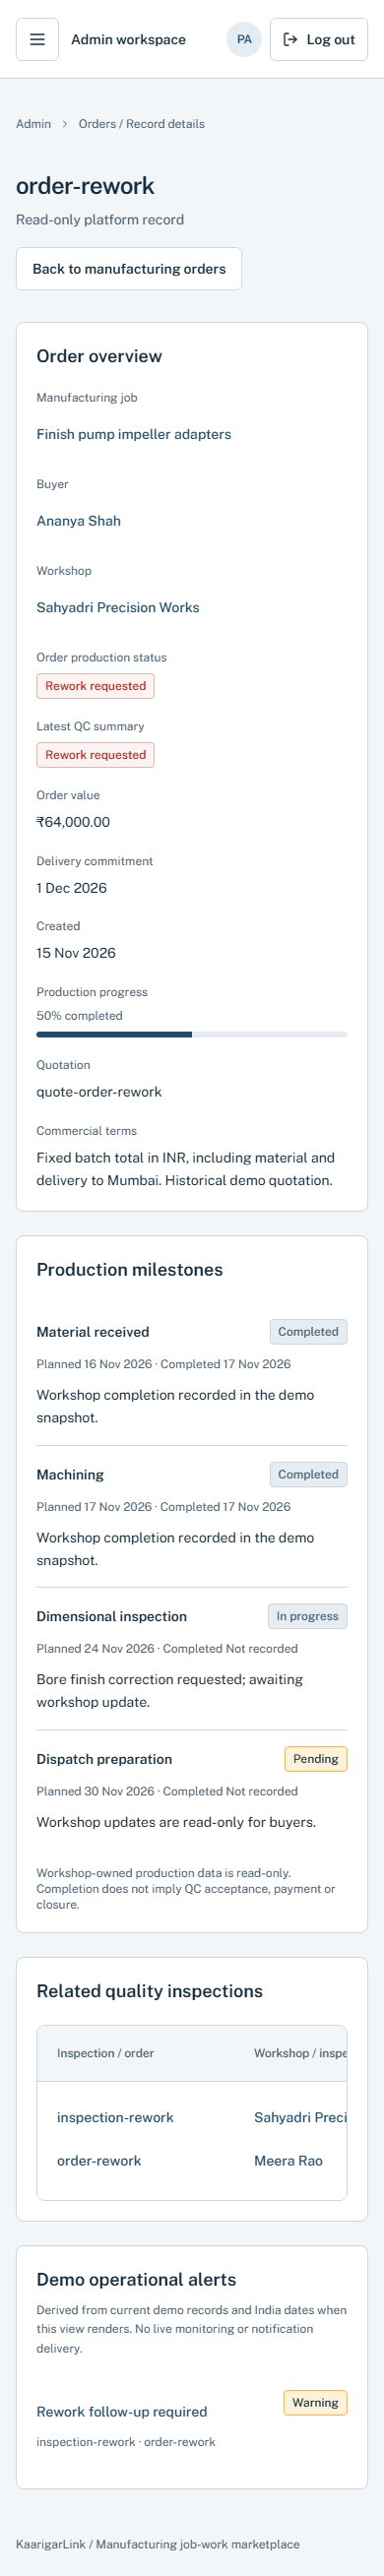 Admin workspace
PA
Log out
Admin > Orders / Record details
order-rework
Read-only platform record
Back to manufacturing orders
Order overview
Manufacturing job
Finish pump impeller adapters
Buyer
Ananya Shah
Workshop
Sahyadri Precision Works
Order production status
Rework requested
Latest QC summary
Rework requested
Order value
₹64,000.00
Delivery commitment
1 Dec 2026
Created
15 Nov 2026
Production progress
50% completed
Quotation
quote-order-rework
Commercial terms
Fixed batch total in INR, including material and
delivery to Mumbai. Historical demo quotation.
Production milestones
Material received
Completed
Planned 16 Nov 2026 · Completed 17 Nov 2026
Workshop completion recorded in the demo
snapshot.
Machining
Completed
Planned 17 Nov 2026 · Completed 17 Nov 2026
Workshop completion recorded in the demo
snapshot.
Dimensional inspection
In progress
Planned 24 Nov 2026 · Completed Not recorded
Bore finish correction requested; awaiting
workshop update.
Dispatch preparation
Pending
Planned 30 Nov 2026 · Completed Not recorded
Workshop updates are read-only for buyers.
Workshop-owned production data is read-only.
Completion does not imply QC acceptance, payment or
closure.
Related quality inspections
Inspection / order
Workshop / inspe
inspection-rework
Sahyadri Preci
order-rework
Meera Rao
Demo operational alerts
Derived from current demo records and India dates when
this view renders. No live monitoring or notification
delivery.
Rework follow-up required
Warning
inspection-rework · order-rework
KaarigarLink / Manufacturing job-work marketplace